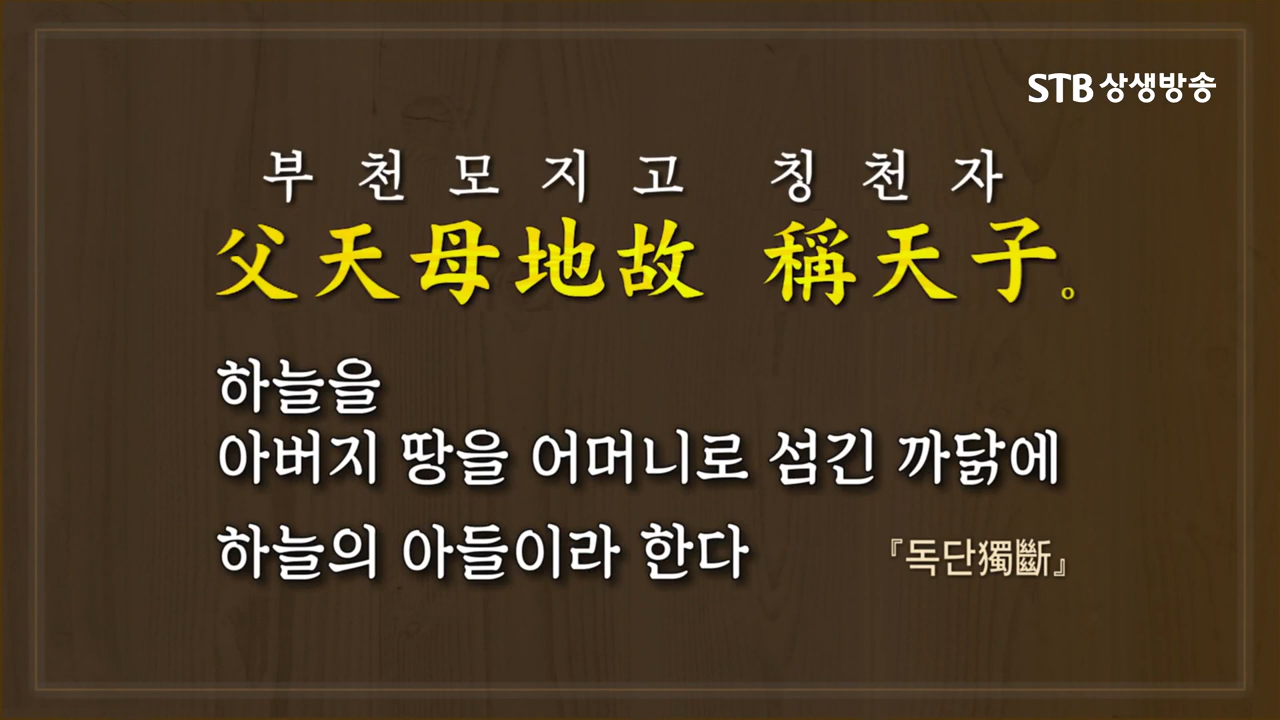 STB 상생방송
부천모지고 칭천자
父天母地故 稱天子。
하늘을
아버지 땅을 어머니로 섬긴 까닭에
하늘의 아들이라 한다
『독단獨斷』